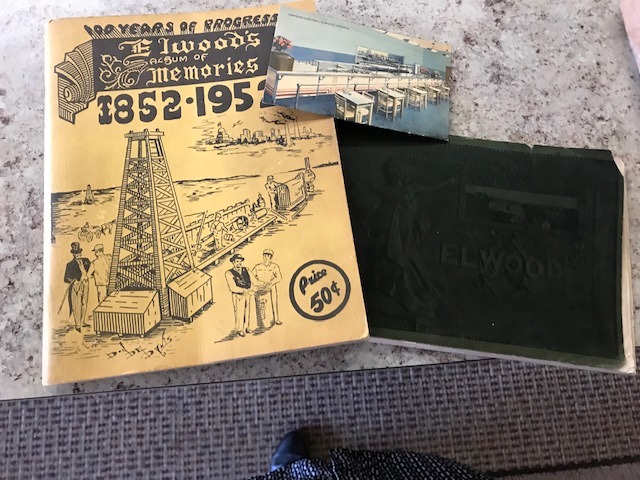 100 YEARS OF PROGRESS
Elwood's
ALBUM OF
Memories
1852-1952
Price
50¢
ELWOOD